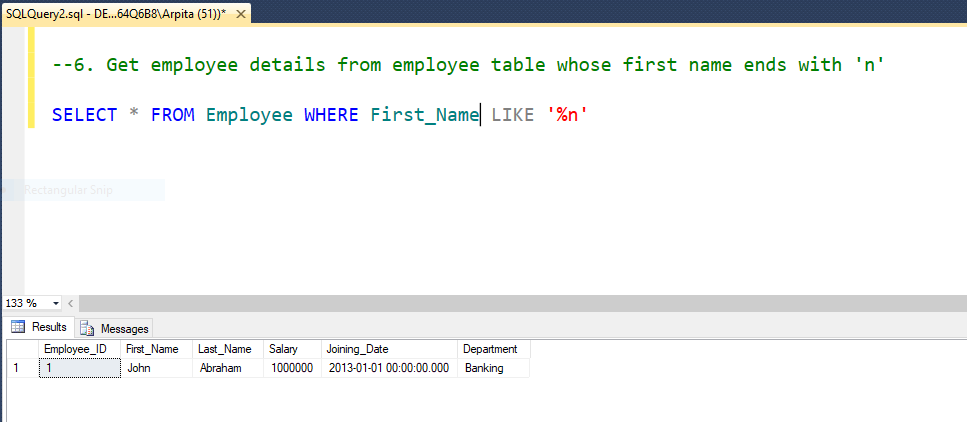 SQLQuery2.sql - DE...64Q6B8\Arpita (51))*
--6. Get employee details from employee table whose first name ends with 'n'
SELECT * FROM Employee WHERE First_Name LIKE '%n'
Rectangular Snip
133 %
Results Messages
Employee_ID First_Name Last_Name Salary Joining_Date Department
1 1 John Abraham 1000000 2013-01-01 00:00:00.000 Banking